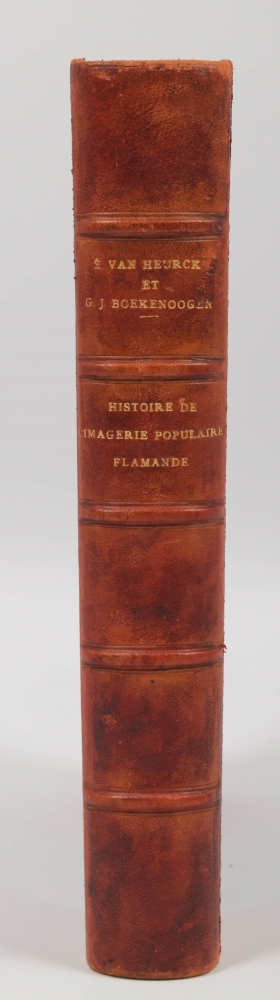 S. VAN HEURCK
ET
G. J BOEKENOOGEN
HISTOIRE DE
L'IMAGERIE POPULAIRE
FLAMANDE